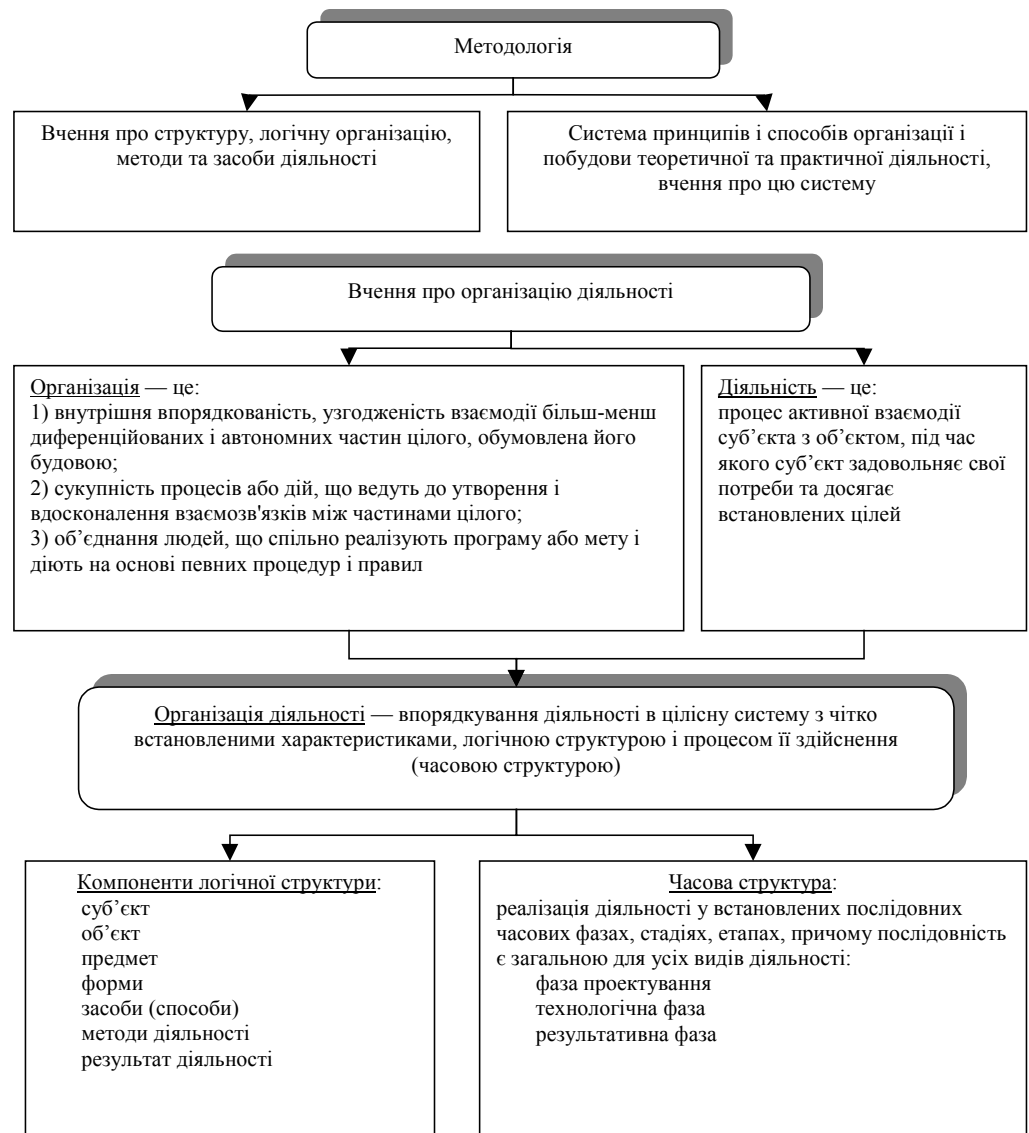 Методологія
Вчення про структуру, логічну організацію,
методи та засоби діяльності
Система принципів і способів організації і
побудови теоретичної та практичної діяльності,
вчення про цю систему
Вчення про організацію діяльності
Організація — це:
1) внутрішня впорядкованість, узгодженість взаємодії більш-менш
диференційованих і автономних частин цілого, обумовлена його
будовою;
2) сукупність процесів або дій, що ведуть до утворення і
вдосконалення взаємозв'язків між частинами цілого;
3) об’єднання людей, що спільно реалізують програму або мету і
діють на основі певних процедур і правил
Діяльність — це:
процес активної взаємодії
суб’єкта з об’єктом, під час
якого суб’єкт задовольняє свої
потреби та досягає
встановлених цілей
Організація діяльності — впорядкування діяльності в цілісну систему з чітко
встановленими характеристиками, логічною структурою і процесом її здійснення
(часовою структурою)
Компоненти логічної структури:
суб’єкт
об’єкт
предмет
форми
засоби (способи)
методи діяльності
результат діяльності
Часова структура:
реалізація діяльності у встановлених послідовних
часових фазах, стадіях, етапах, причому послідовність
є загальною для усіх видів діяльності:
фаза проектування
технологічна фаза
результативна фаза